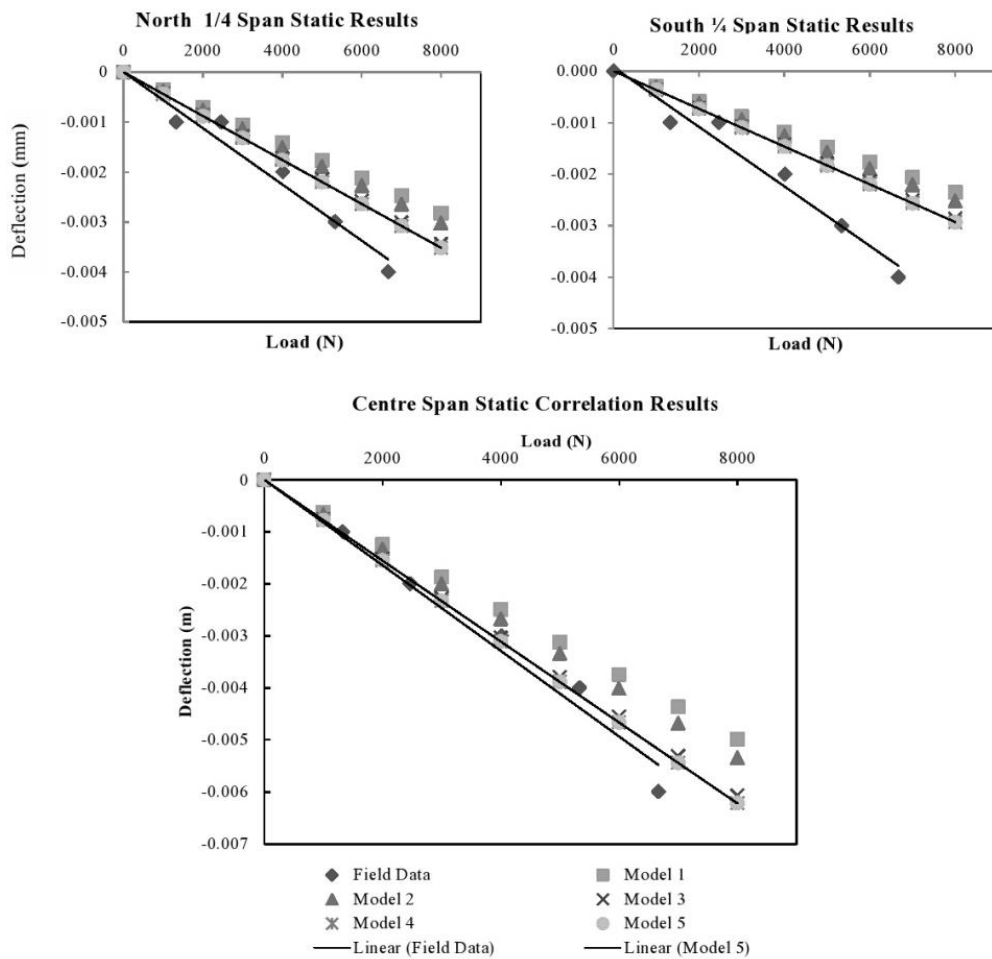 North 1/4 Span Static Results
0 2000 4000 6000 8000
0
-0.001
-0.002
-0.003
-0.004
-0.005
Deflection (mm)
Load (N)
South ¼ Span Static Results
0 2000 4000 6000 8000
0.000
-0.001
-0.002
-0.003
-0.004
-0.005
Load (N)
Centre Span Static Correlation Results
Load (N)
0 2000 4000 6000 8000
0
-0.001
-0.002
-0.003
-0.004
-0.005
-0.006
-0.007
Deflection (m)
Field Data Model 1
Model 2 Model 3
Model 4 Model 5
Linear (Field Data) Linear (Model 5)